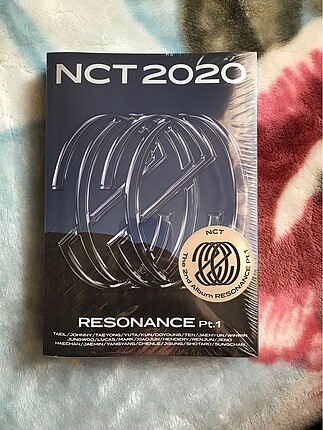 NCT 2020
NCT
The 2nd Album RESONANCE Pt.1
RESONANCE Pt.1
TAEIL/JOHNNY/TAEYONG/YUTA/KUN/DOYOUNG/TEN/JAEHYUN/WINWIN
JUNGWOO/LUCAS/MARK/XIAOJUN/HENDERY/RENJUN/JENO
HAECHAN/JAEMIN/YANGYANG/CHENLE/JISUNG/SHOTARO/SUNGCHAN